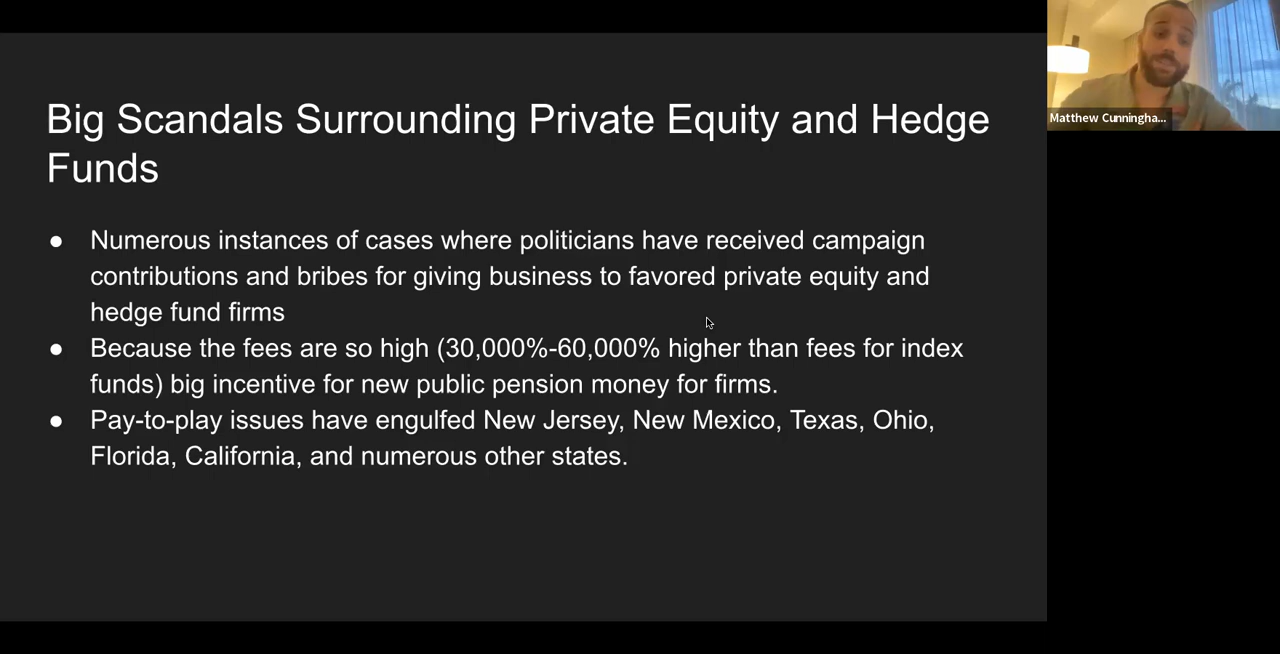 Big Scandals Surrounding Private Equity and Hedge
Funds
● Numerous instances of cases where politicians have received campaign
contributions and bribes for giving business to favored private equity and
hedge fund firms
● Because the fees are so high (30,000%-60,000% higher than fees for index
funds) big incentive for new public pension money for firms.
● Pay-to-play issues have engulfed New Jersey, New Mexico, Texas, Ohio,
Florida, California, and numerous other states.
Matthew Cunningha...